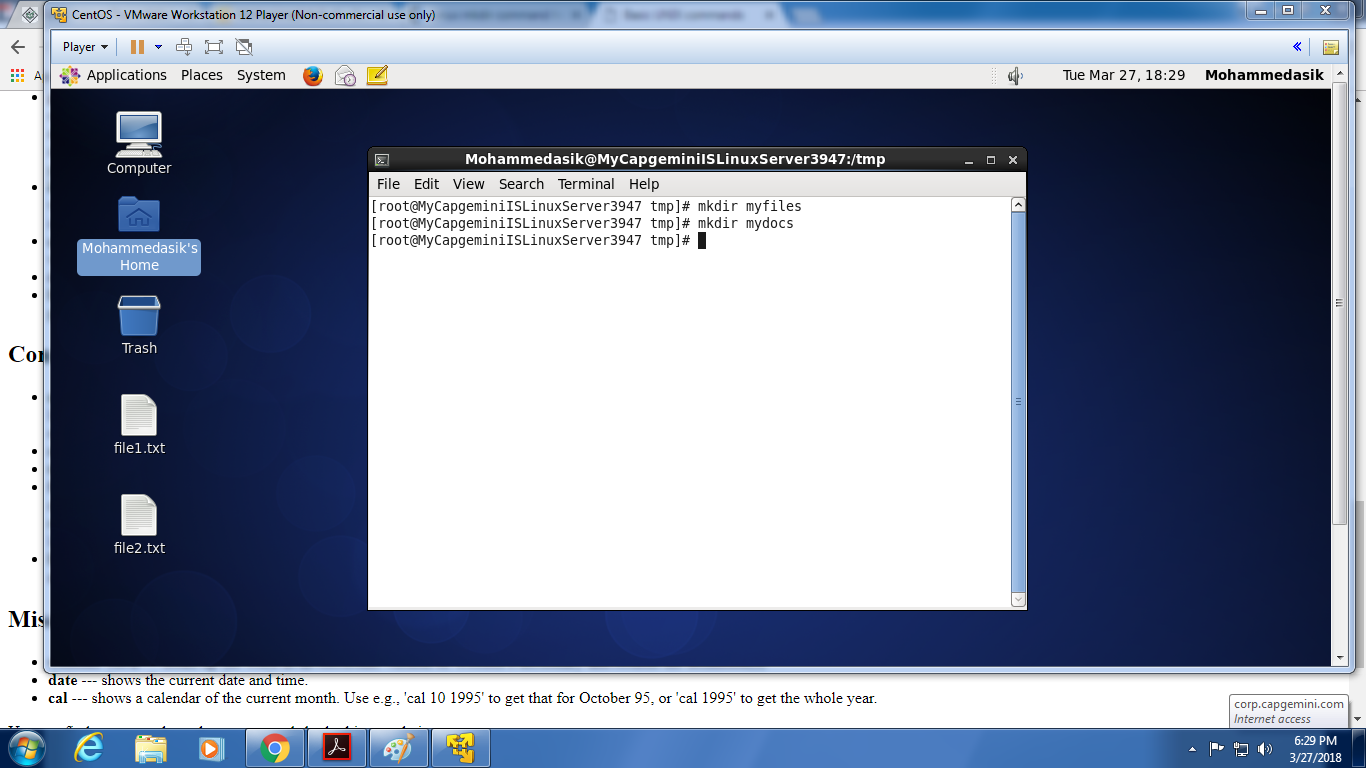 CentOS - VMware Workstation 12 Player (Non-commercial use only)
Basic UNIX commands
Player
A
Applications Places System
Tue Mar 27, 18:29 Mohammedasik
Computer
Mohammedasik's
Home
Trash
file1.txt
file2.txt
Mohammedasik@MyCapgeminiISLinuxServer3947:/tmp
File Edit View Search Terminal Help
[root@MyCapgeminiISLinuxServer3947 tmp]# mkdir myfiles
[root@MyCapgeminiISLinuxServer3947 tmp]# mkdir mydocs
[root@MyCapgeminiISLinuxServer3947 tmp]#
Cor
Mis
date --- shows the current date and time.
cal --- shows a calendar of the current month. Use e.g., 'cal 10 1995' to get that for October 95, or 'cal 1995' to get the whole year.
corp.capgemini.com
Internet access
6:29 PM
3/27/2018